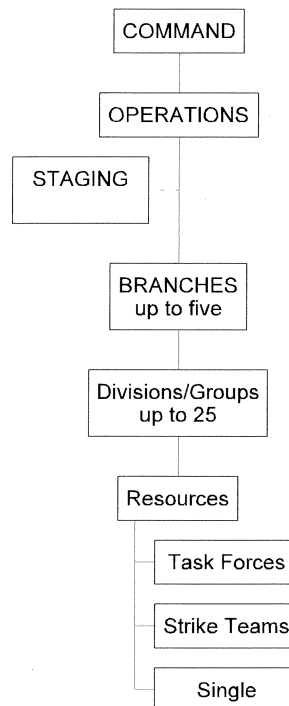 COMMAND
OPERATIONS
STAGING
BRANCHES
up to five
Divisions/Groups
up to 25
Resources
Task Forces
Strike Teams
Single